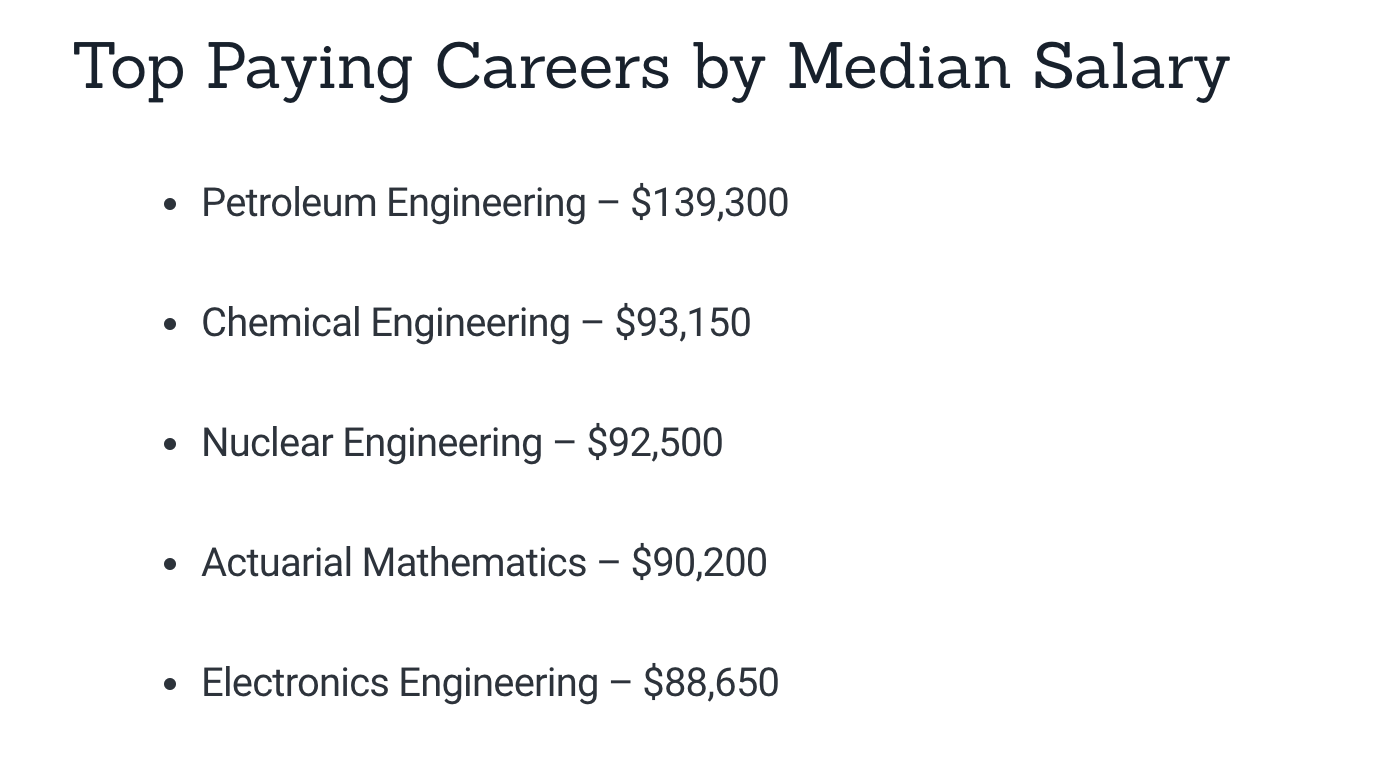 Top Paying Careers by Median Salary
• Petroleum Engineering – $139,300
• Chemical Engineering – $93,150
• Nuclear Engineering – $92,500
• Actuarial Mathematics – $90,200
• Electronics Engineering – $88,650